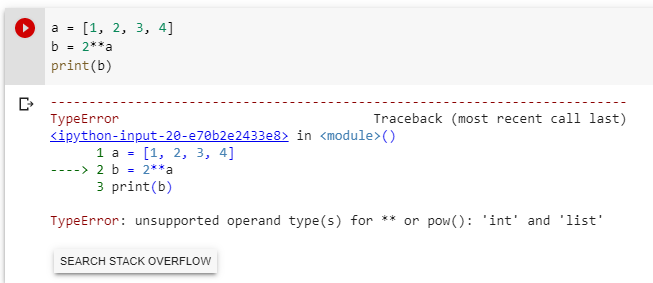 a = [1, 2, 3, 4]
b = 2**a
print(b)
---------------------------------------------------------------------------
TypeError                                 Traceback (most recent call last)
<ipython-input-20-e70b2e2433e8> in <module>()
      1 a = [1, 2, 3, 4]
----> 2 b = 2**a
      3 print(b)

TypeError: unsupported operand type(s) for ** or pow(): 'int' and 'list'
SEARCH STACK OVERFLOW